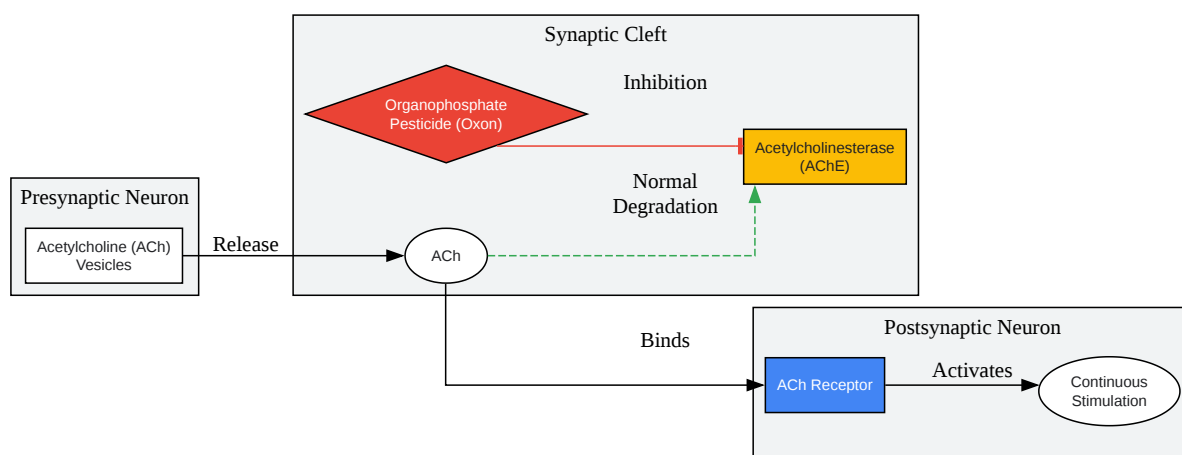 Synaptic Cleft
Inhibition
Organophosphate
Pesticide (Oxon)
Acetylcholinesterase
(AChE)
Normal
Degradation
Presynaptic Neuron
Acetylcholine (ACh)
Vesicles
Release
ACh
Postsynaptic Neuron
Binds
ACh Receptor
Activates
Continuous
Stimulation